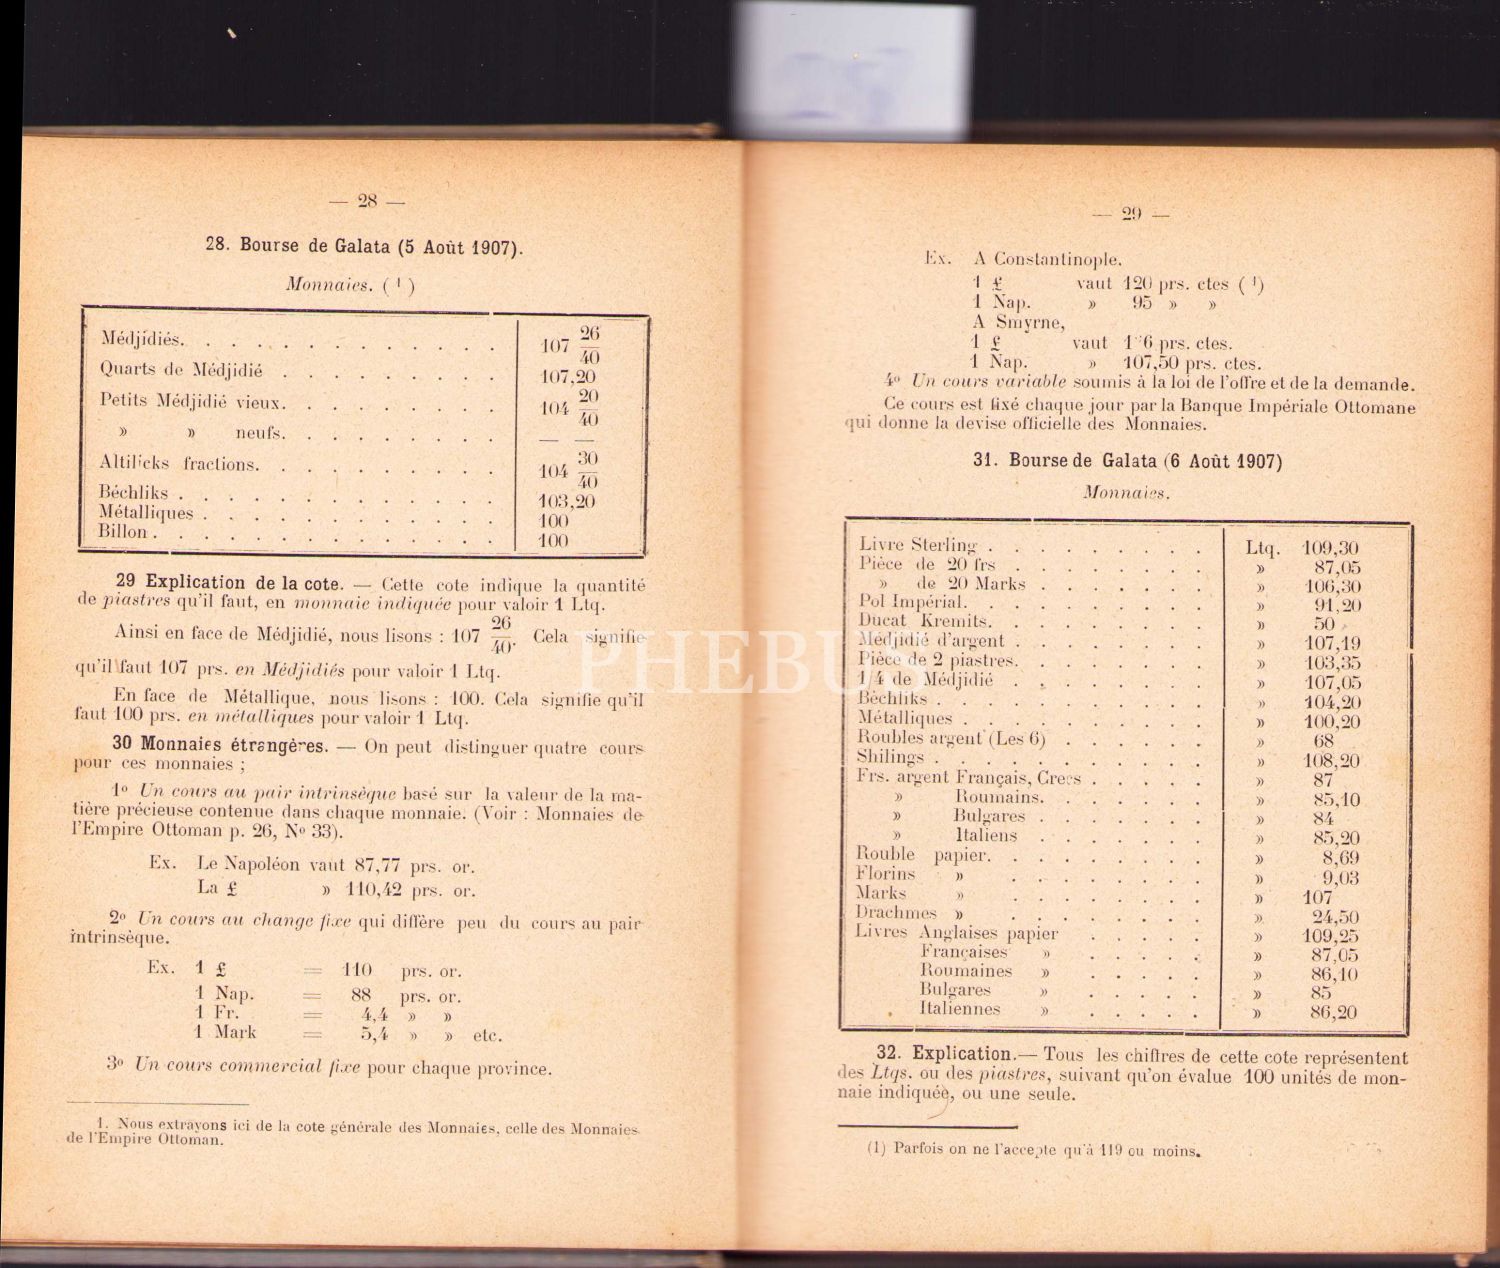 — 28 —
28. Bourse de Galata (5 Août 1907).
Monnaies. (1)
Médjidiés. . . . . . . . . . . . 107 26/40
Quarts de Médjidié . . . . . . . . 107,20
Petits Médjidié vieux. . . . . . . . 104 20/40
» » neufs. . . . . . . . — —
Altilicks fractions. . . . . . . . . 104 30/40
Béchliks . . . . . . . . . . . . 103,20
Métalliques . . . . . . . . . . . 100
Billon . . . . . . . . . . . . . 100
29 Explication de la cote. — Cette cote indique la quantité
de piastres qu'il faut, en monnaie indiquée pour valoir 1 Ltq.
Ainsi en face de Médjidié, nous lisons : 107 26/40. Cela signifie
qu'il faut 107 prs. en Médjidiés pour valoir 1 Ltq.
En face de Métallique, nous lisons : 100. Cela signifie qu'il
faut 100 prs. en métalliques pour valoir 1 Ltq.
30 Monnaies étrangères. — On peut distinguer quatre cours
pour ces monnaies ;
1º Un cours au pair intrinsèque basé sur la valeur de la ma-
tière précieuse contenue dans chaque monnaie. (Voir : Monnaies de
l'Empire Ottoman p. 26, Nº 33).
Ex. Le Napoléon vaut 87,77 prs. or.
La £ » 110,42 prs. or.
2º Un cours au change fixe qui diffère peu du cours au pair
intrinsèque.
Ex. 1 £ = 110 prs. or.
1 Nap. = 88 prs. or.
1 Fr. = 4,4 » »
1 Mark = 5,4 » » etc.
3º Un cours commercial fixe pour chaque province.
1. Nous extrayons ici de la cote générale des Monnaies, celle des Monnaies
de l'Empire Ottoman.
— 29 —
Ex. A Constantinople.
1 £ vaut 120 prs. ctes (1)
1 Nap. » 95 » »
A Smyrne,
1 £ vaut prs. ctes.
1 Nap. » 107,50 prs. ctes.
4º Un cours variable soumis à la loi de l'offre et de la demande.
Ce cours est fixé chaque jour par la Banque Impériale Ottomane
qui donne la devise officielle des Monnaies.
31. Bourse de Galata (6 Août 1907)
Monnaies.
Livre Sterling . . . . . . . . . Ltq. 109,30
Pièce de 20 frs . . . . . . . . » 87,05
» de 20 Marks . . . . . . . » 106,30
Pol Impérial. . . . . . . . . . » 91,20
Ducat Kremits. . . . . . . . . » 50
Médjidié d'argent . . . . . . . . » 107,19
Pièce de 2 piastres. . . . . . . . » 103,35
1/4 de Médjidié . . . . . . . . » 107,05
Béchliks . . . . . . . . . . . » 104,20
Métalliques . . . . . . . . . . » 100,20
Roubles argent (Les 6) . . . . . . » 68
Shilings . . . . . . . . . . . » 108,20
Frs. argent Français, Grecs . . . . . » 87
» Roumains. . . . . . . » 85,10
» Bulgares . . . . . . . » 84
» Italiens . . . . . . . » 85,20
Rouble papier. . . . . . . . . » 8,69
Florins » . . . . . . . . » 9,03
Marks » . . . . . . . . » 107
Drachmes » . . . . . . . . » 24,50
Livres Anglaises papier . . . . . » 109,25
Françaises » . . . . . » 87,05
Roumaines » . . . . . » 86,10
Bulgares » . . . . . » 85
Italiennes » . . . . . » 86,20
32. Explication.— Tous les chiffres de cette cote représentent
des Ltqs. ou des piastres, suivant qu'on évalue 100 unités de mon-
naie indiquée, ou une seule.
(1) Parfois on ne l'accepte qu'à 119 ou moins.
PHEBUS